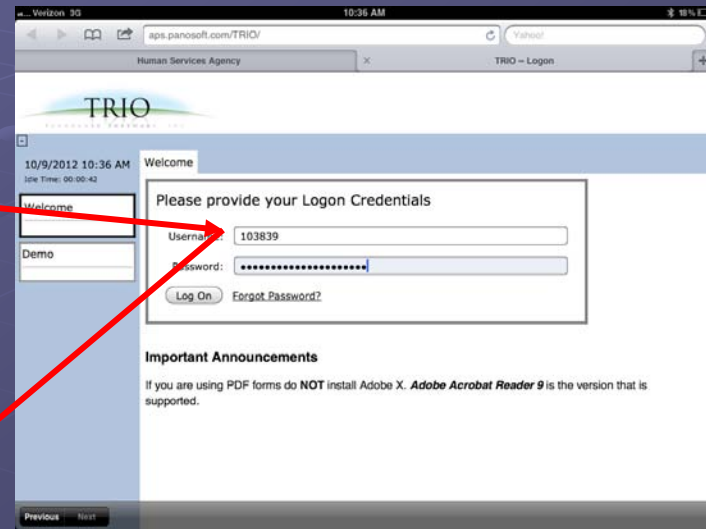 Verizon 3G 10:36 AM 18%
aps.panosoft.com/TRIO/ Yahoo!
Human Services Agency × TRIO – Logon +
TRIO
10/9/2012 10:36 AM
Idle Time: 00:00:42
Welcome
Demo
Welcome
Please provide your Logon Credentials
Username: 103839
Password: •••••••••••••••••••••
Log On Forgot Password?
Important Announcements
If you are using PDF forms do NOT install Adobe X. Adobe Acrobat Reader 9 is the version that is
supported.
Previous Next